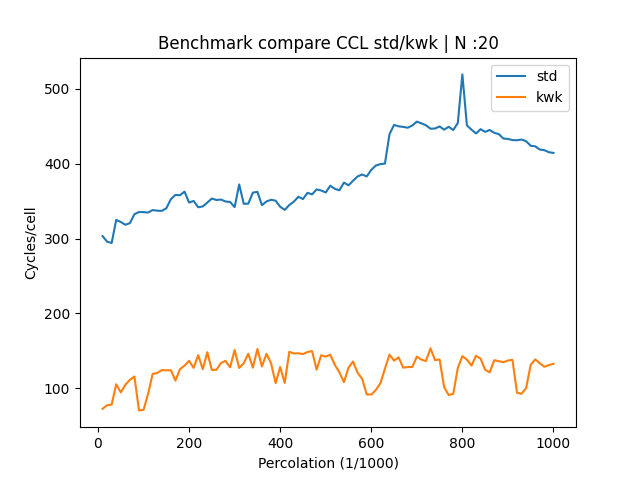 Benchmark compare CCL std/kwk | N :20
std
kwk
500
400
300
200
100
Cycles/cell
0
200
400
600
800
1000
Percolation (1/1000)